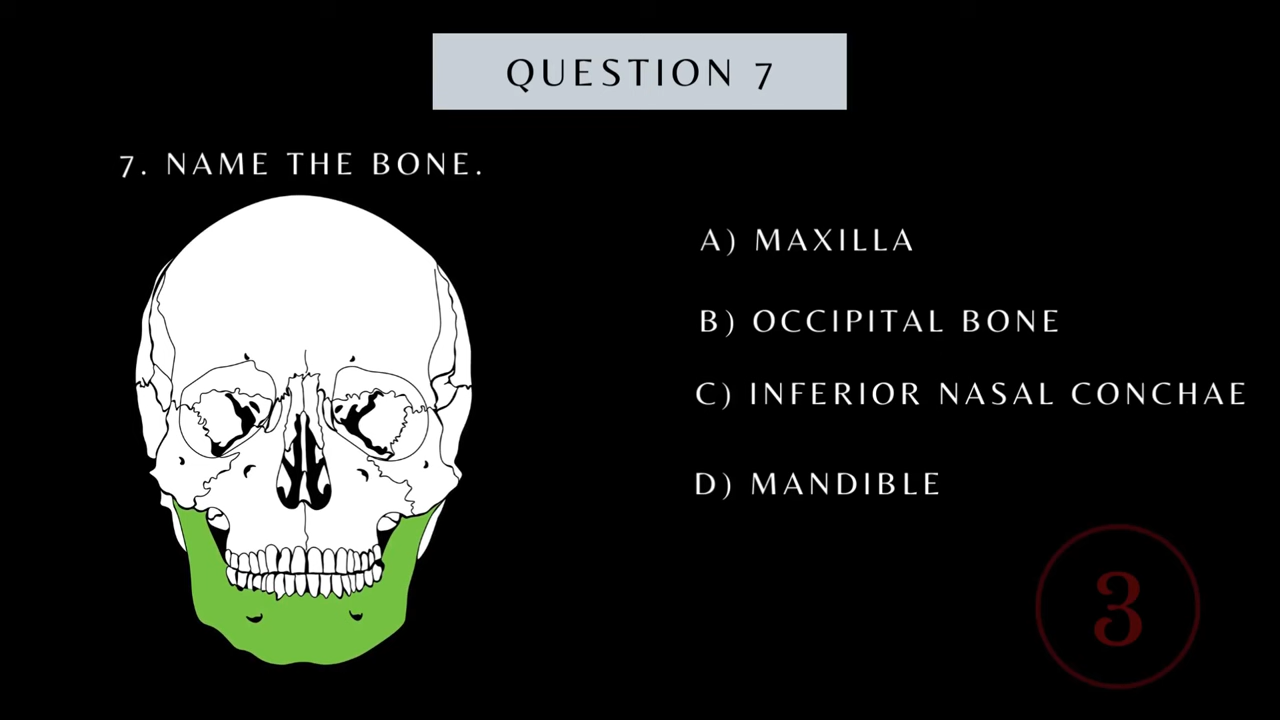 QUESTION 7
7. NAME THE BONE.
A) MAXILLA
B) OCCIPITAL BONE
C) INFERIOR NASAL CONCHAE
D) MANDIBLE
3